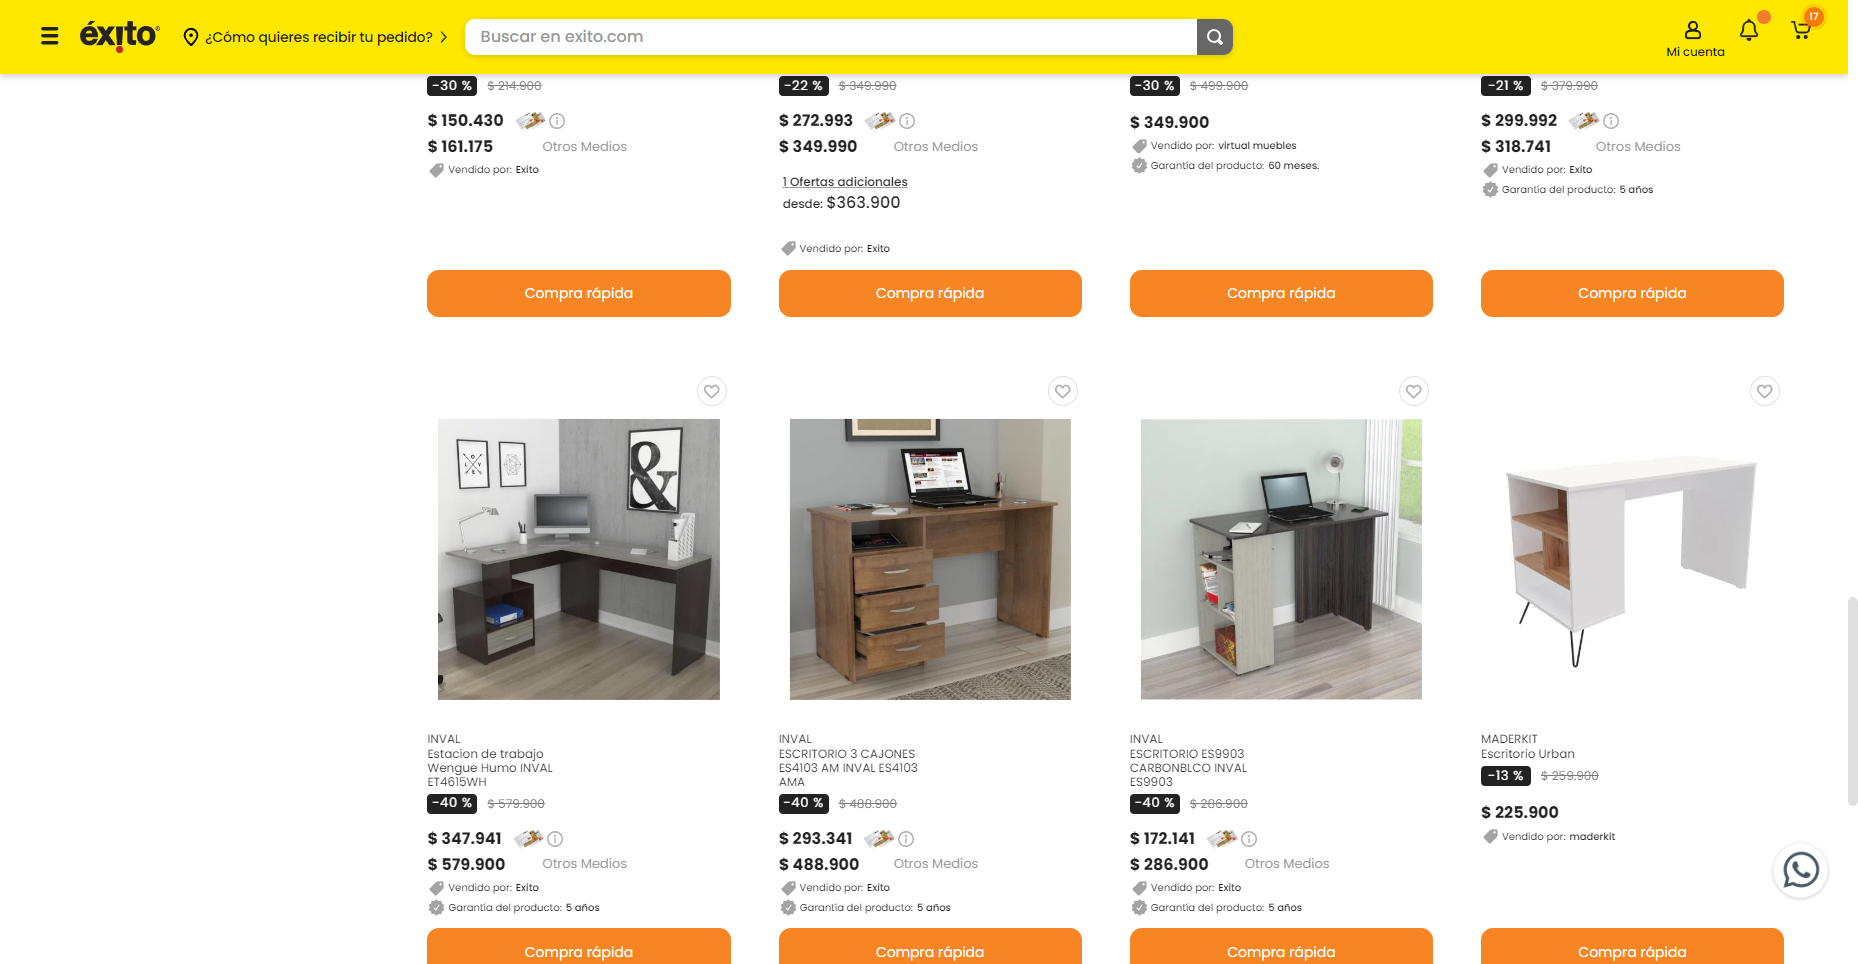 éxito
¿Cómo quieres recibir tu pedido?
Buscar en exito.com
Mi cuenta
17
-30 % $ 214.900
$ 150.430
$ 161.175 Otros Medios
Vendido por: Exito
Compra rápida
-22 % $ 349.990
$ 272.993
$ 349.990 Otros Medios
1 Ofertas adicionales
desde: $363.900
Vendido por: Exito
Compra rápida
-30 % $ 499.900
$ 349.900
Vendido por: virtual muebles
Garantía del producto: 60 meses.
Compra rápida
-21 % $ 379.990
$ 299.992
$ 318.741 Otros Medios
Vendido por: Exito
Garantía del producto: 5 años
Compra rápida
LOVE
&
INVAL
Estacion de trabajo
Wengue Humo INVAL
ET4615WH
-40 % $ 579.900
$ 347.941
$ 579.900 Otros Medios
Vendido por: Exito
Garantía del producto: 5 años
Compra rápida
INVAL
ESCRITORIO 3 CAJONES
ES4103 AM INVAL ES4103
AMA
-40 % $ 488.900
$ 293.341
$ 488.900 Otros Medios
Vendido por: Exito
Garantía del producto: 5 años
Compra rápida
INVAL
ESCRITORIO ES9903
CARBONBLCO INVAL
ES9903
-40 % $ 286.900
$ 172.141
$ 286.900 Otros Medios
Vendido por: Exito
Garantía del producto: 5 años
Compra rápida
MADERKIT
Escritorio Urban
-13 % $ 259.900
$ 225.900
Vendido por: maderkit
Compra rápida